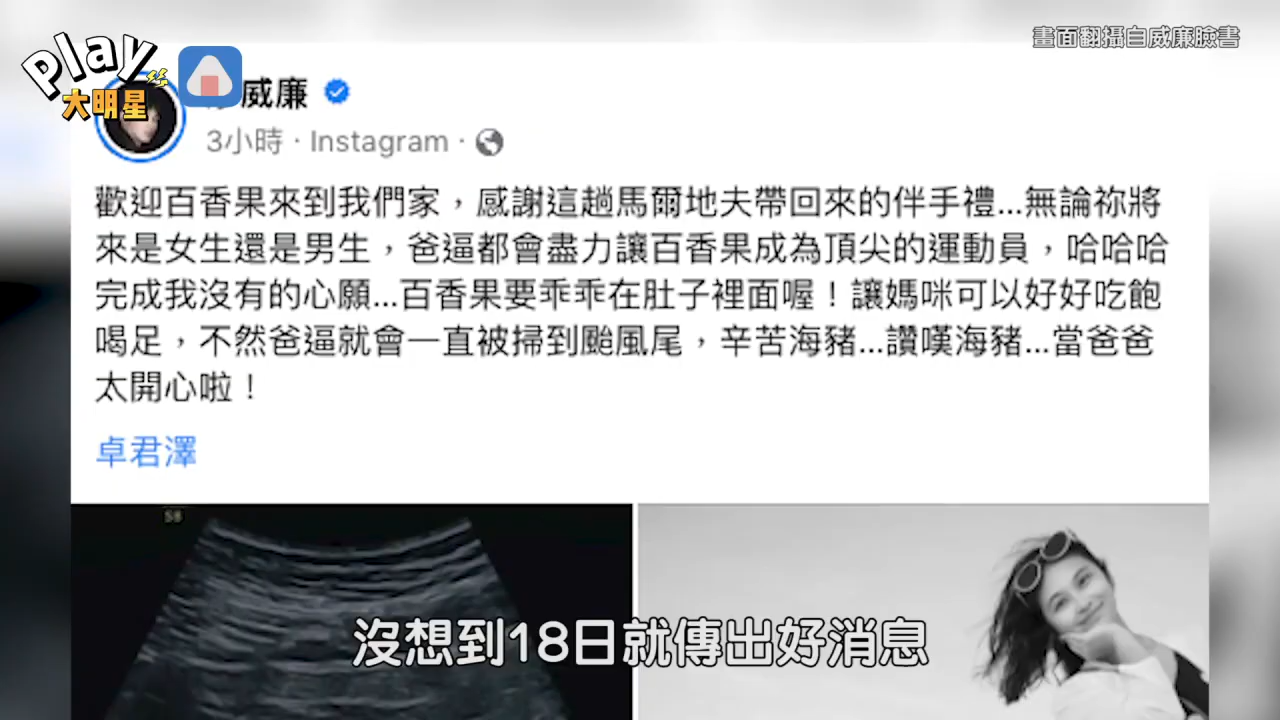 Play
大明星
畫面翻攝自威廉臉書
威廉
3小時 · Instagram ·
歡迎百香果來到我們家，感謝這趟馬爾地夫帶回來的伴手禮...無論祢將
來是女生還是男生，爸逼都會盡力讓百香果成為頂尖的運動員，哈哈哈
完成我沒有的心願...百香果要乖乖在肚子裡面喔！讓媽咪可以好好吃飽
喝足，不然爸逼就會一直被掃到颱風尾，辛苦海豬...讚嘆海豬...當爸爸
太開心啦！
卓君澤
沒想到18日就傳出好消息